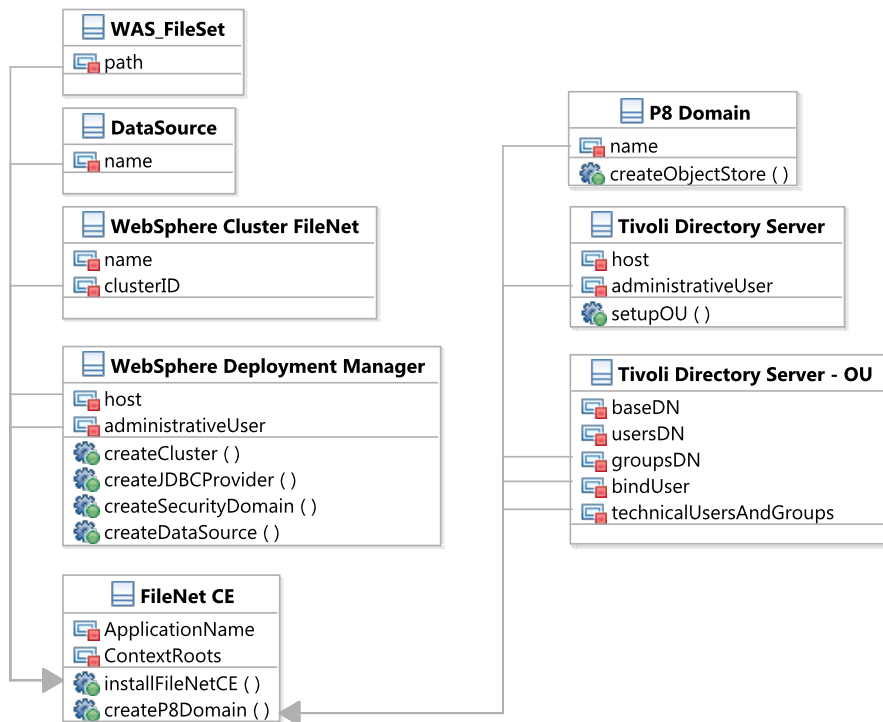 WAS_FileSet
path
DataSource
name
WebSphere Cluster FileNet
name
clusterID
WebSphere Deployment Manager
host
administrativeUser
createCluster ( )
createJDBCProvider ( )
createSecurityDomain ( )
createDataSource ( )
FileNet CE
ApplicationName
ContextRoots
installFileNetCE ( )
createP8Domain ( )
P8 Domain
name
createObjectStore ( )
Tivoli Directory Server
host
administrativeUser
setupOU ( )
Tivoli Directory Server - OU
baseDN
usersDN
groupsDN
bindUser
technicalUsersAndGroups